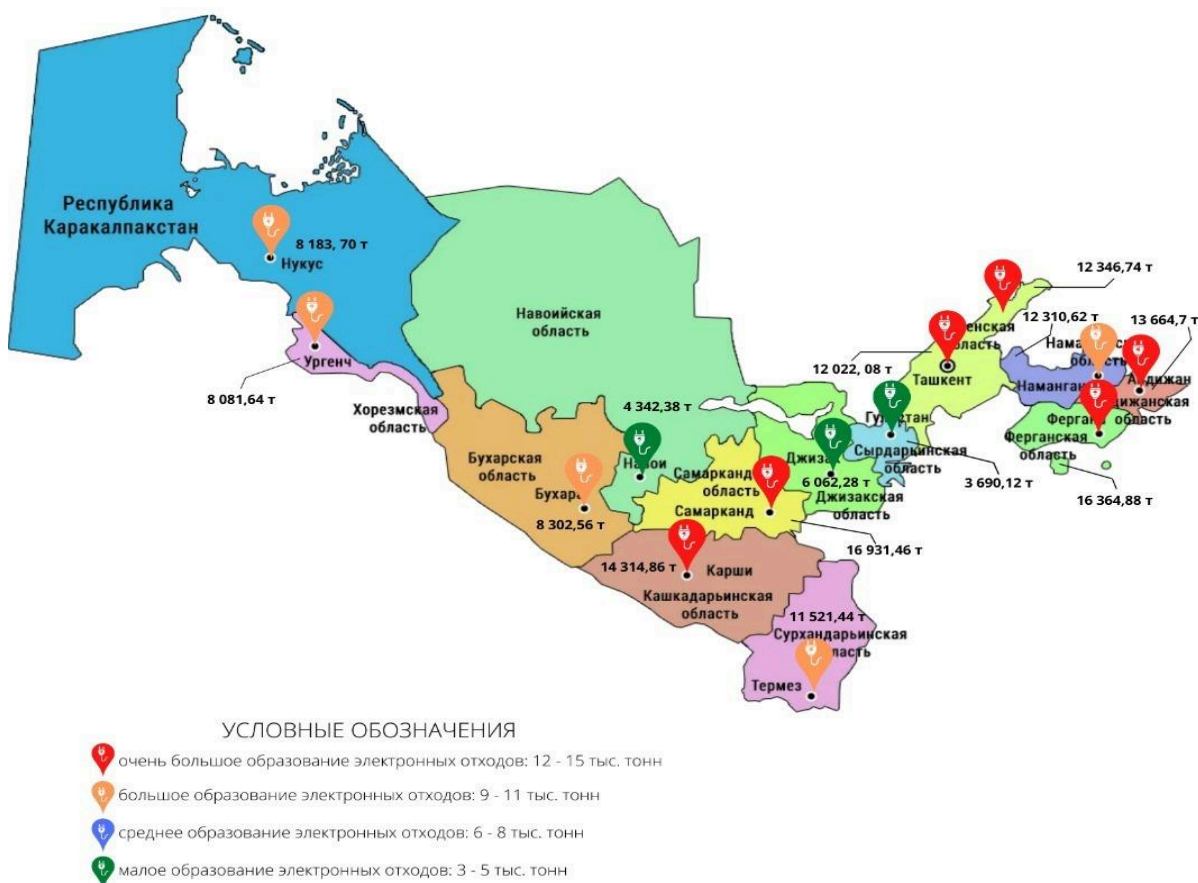 Республика
Каракалпакстан
8 183, 70 т
Нукус
Ургенч
8 081,64 т
Хорезмская
область
Навоийская
область
Бухарская
область
8 302,56 т
4 342,38 т
Самарканд
область
Самарканд
16 931,46 т
6 062,28 т
Джизакская
область
14 314,86 т
Карши
Кашкадарьинская
область
11 521,44 т
Сурхандарьинская
Термез
12 022, 08 т
Ташкент
область
12 346,74 т
12 310,62 т
13 664,7 т
Наманган
Ферганская
область
16 364,88 т
Сырдарьинская
область
3 690,12 т
УСЛОВНЫЕ ОБОЗНАЧЕНИЯ
очень большое образование электронных отходов: 12 - 15 тыс. тонн
большое образование электронных отходов: 9 - 11 тыс. тонн
среднее образование электронных отходов: 6 - 8 тыс. тонн
малое образование электронных отходов: 3 - 5 тыс. тонн